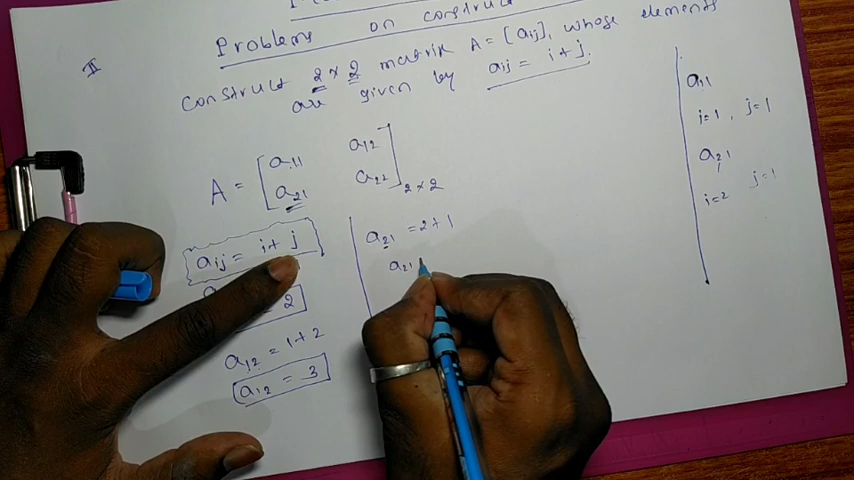 Problems on construct
II
Construct 2 x 2 matrix A = [aij], whose elements
are given by aij = i + j.
A = [a11 a12
a21 a22] 2 x 2
aij = i + j
= 2
a12 = 1 + 2
a12 = 3
a21 = 2 + 1
a21
a11
i=1, j=1
a21
i=2 j=1